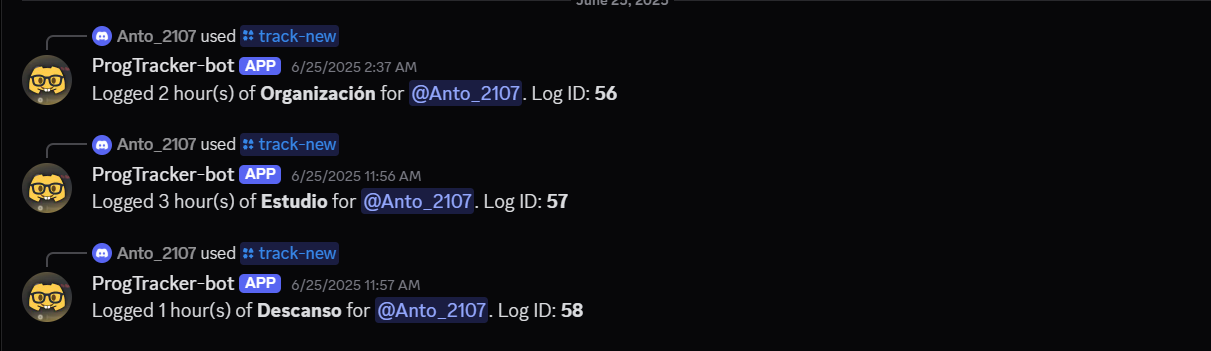 June 25, 2025
Anto_2107 used track-new
ProgTracker-bot APP 6/25/2025 2:37 AM
Logged 2 hour(s) of Organización for @Anto_2107. Log ID: 56
Anto_2107 used track-new
ProgTracker-bot APP 6/25/2025 11:56 AM
Logged 3 hour(s) of Estudio for @Anto_2107. Log ID: 57
Anto_2107 used track-new
ProgTracker-bot APP 6/25/2025 11:57 AM
Logged 1 hour(s) of Descanso for @Anto_2107. Log ID: 58